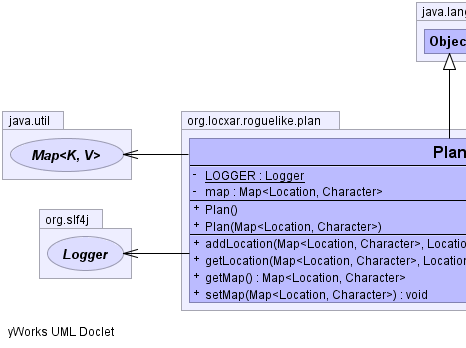 java.lang
Object
java.util
Map<K, V>
org.locxar.roguelike.plan
Plan
- LOGGER : Logger
- map : Map<Location, Character>
+ Plan()
+ Plan(Map<Location, Character>)
+ addLocation(Map<Location, Character>, Location
+ getLocation(Map<Location, Character>, Location
+ getMap() : Map<Location, Character>
+ setMap(Map<Location, Character>) : void
org.slf4j
Logger
yWorks UML Doclet